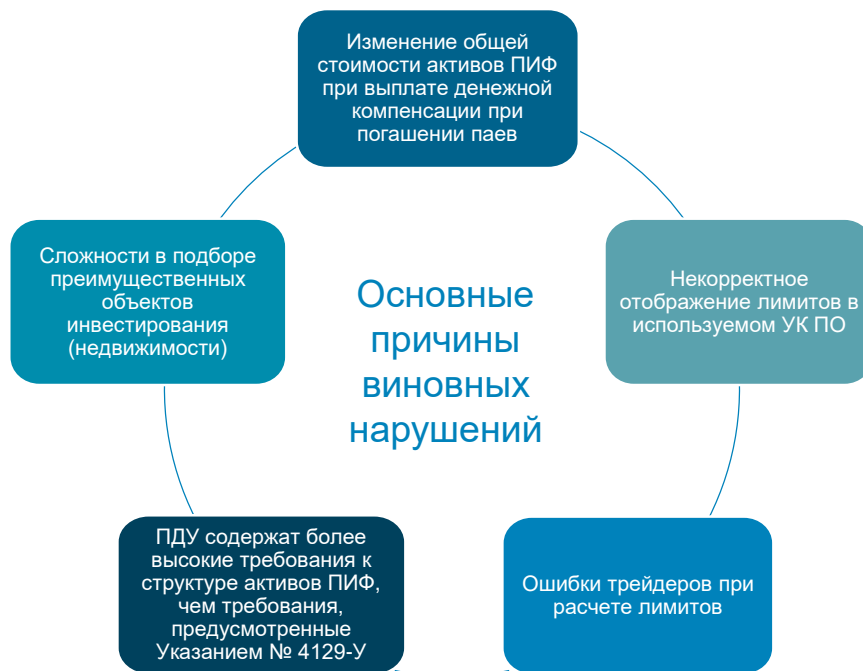 Изменение общей
стоимости активов ПИФ
при выплате денежной
компенсации при
погашении паев
Некорректное
отображение лимитов в
используемом УК ПО
Ошибки трейдеров при
расчете лимитов
ПДУ содержат более
высокие требования к
структуре активов ПИФ,
чем требования,
предусмотренные
Указанием № 4129-У
Сложности в подборе
преимущественных
объектов
инвестирования
(недвижимости)
Основные
причины
виновных
нарушений